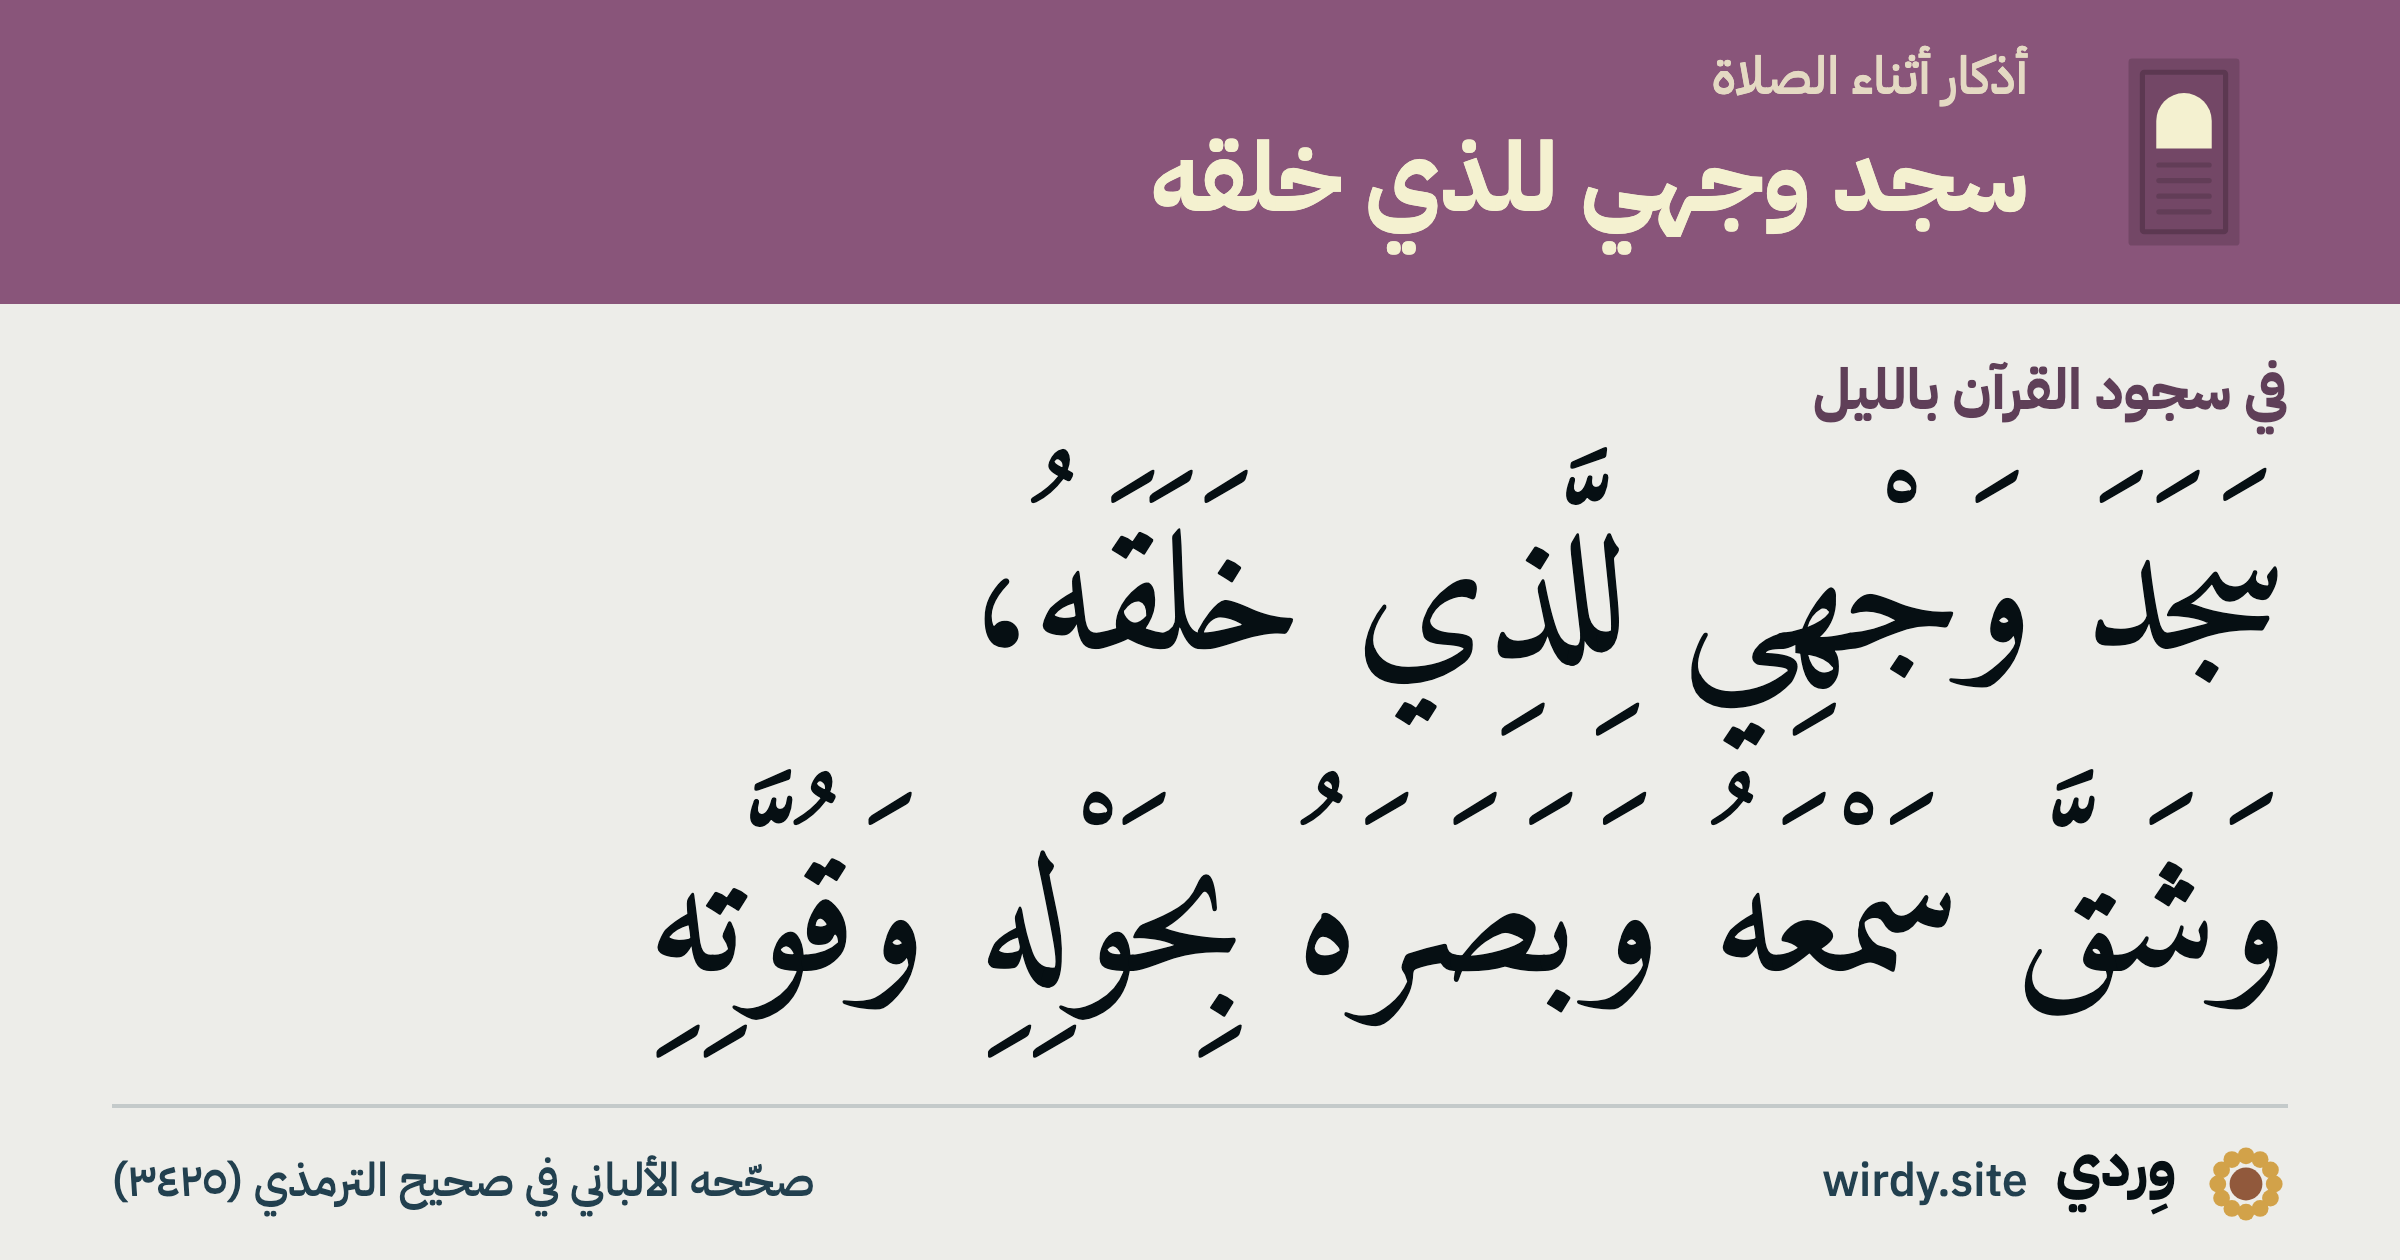 أذكار أثناء الصلاة
سجد وجهي للذي خلقه
في سجود القرآن بالليل
سَجَدَ وَجْهِي لِلَّذِي خَلَقَهُ،
وَشَقَّ سَمْعَهُ وَبَصَرَهُ بِحَوْلِهِ وَقُوَّتِهِ
وِردي wirdy.site
صحّحه الألباني في صحيح الترمذي (٣٤٢٥)